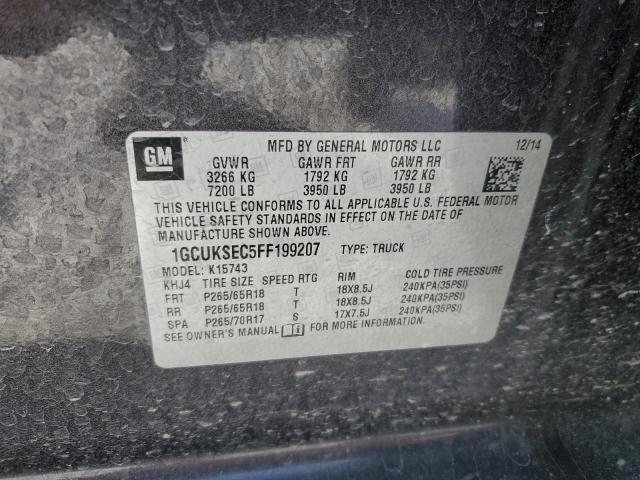 GM
MFD BY GENERAL MOTORS LLC 12/14
GVWR GAWR FRT GAWR RR
3266 KG 1792 KG 1792 KG
7200 LB 3950 LB 3950 LB
THIS VEHICLE CONFORMS TO ALL APPLICABLE U.S. FEDERAL MOTOR
VEHICLE SAFETY STANDARDS IN EFFECT ON THE DATE OF
MANUFACTURE SHOWN ABOVE.
1GCUKSEC5FF199207 TYPE: TRUCK
MODEL: K15743
KHJ4 TIRE SIZE SPEED RTG RIM COLD TIRE PRESSURE
FRT P265/65R18 T 18X8.5J 240KPA(35PSI)
RR P265/65R18 T 18X8.5J 240KPA(35PSI)
SPA P265/70R17 S 17X7.5J 240KPA(35PSI)
SEE OWNER'S MANUAL FOR MORE INFORMATION.